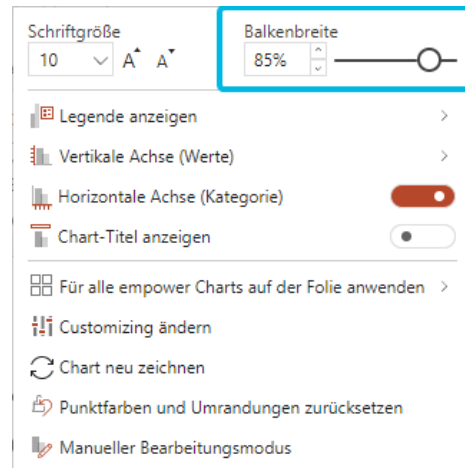 Schriftgröße Balkenbreite
10 A A 85%
Legende anzeigen
Vertikale Achse (Werte)
Horizontale Achse (Kategorie)
Chart-Titel anzeigen
Für alle empower Charts auf der Folie anwenden
Customizing ändern
Chart neu zeichnen
Punktfarben und Umrandungen zurücksetzen
Manueller Bearbeitungsmodus